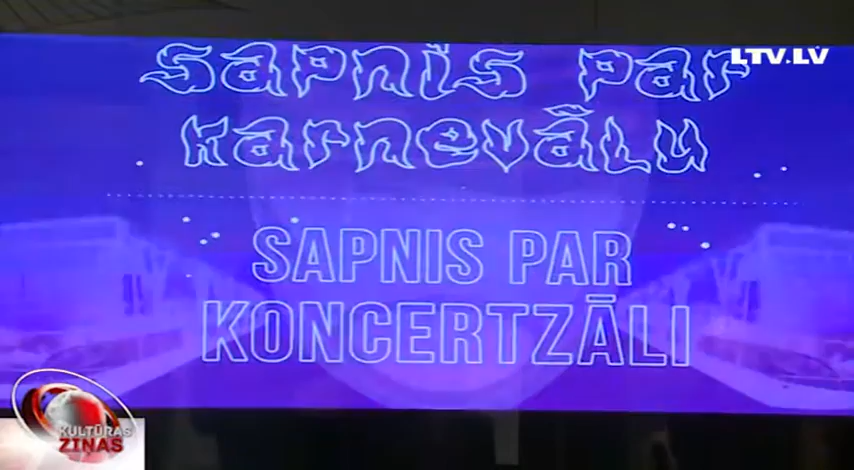 LTV.LV
sapnis par
karnevālu
SAPNIS PAR
KONCERTZĀLI
KULTŪRAS
ZIŅAS